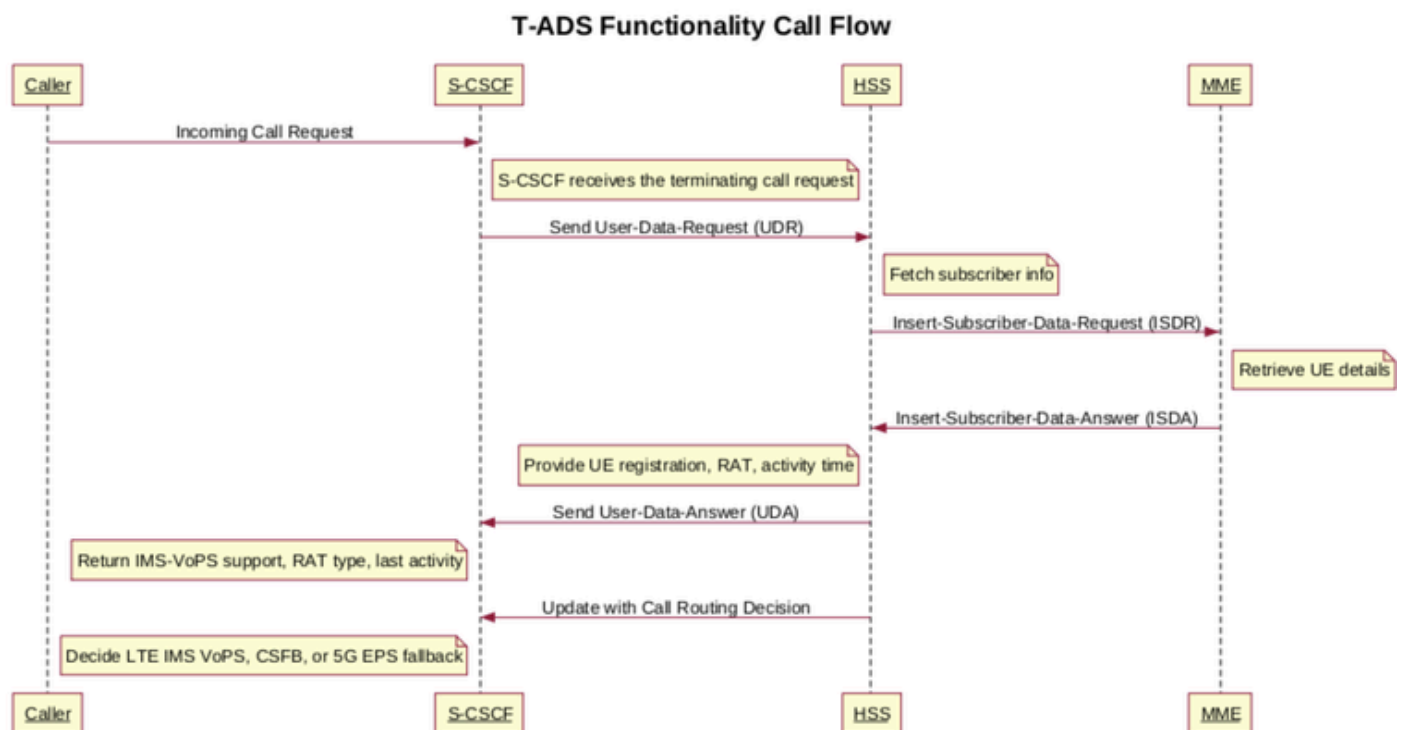 T-ADS Functionality Call Flow
Caller
S-CSCF
HSS
MME
Incoming Call Request
S-CSCF receives the terminating call request
Send User-Data-Request (UDR)
Fetch subscriber info
Insert-Subscriber-Data-Request (ISDR)
Retrieve UE details
Insert-Subscriber-Data-Answer (ISDA)
Provide UE registration, RAT, activity time
Send User-Data-Answer (UDA)
Return IMS-VoPS support, RAT type, last activity
Update with Call Routing Decision
Decide LTE IMS VoPS, CSFB, or 5G EPS fallback
Caller
S-CSCF
HSS
MME